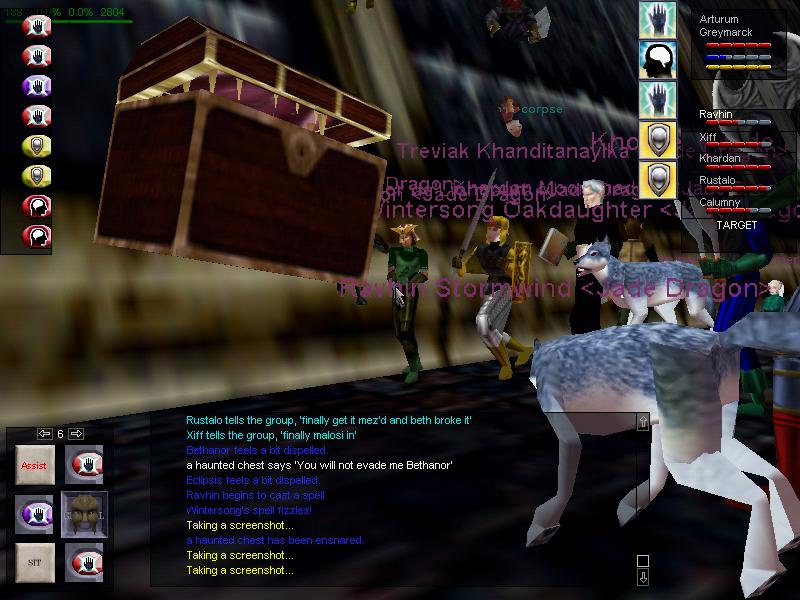 0.0% 2804
Arturum
Greymarck
corpse
Treviak Khanditanayika
Ravhin
Xiff
Khardan
Rustalo
Calumny
TARGET
Wintersong Oakdaughter
Ravhin Stormwind <Jade Dragon>
6
Assist
SIT
Rustalo tells the group, 'finally get it mez'd and beth broke it'
Xiff tells the group, 'finally malosi in'
Bethanor feels a bit dispelled.
a haunted chest says 'You will not evade me Bethanor'
Eclipsis feels a bit dispelled.
Ravhin begins to cast a spell.
Wintersong's spell fizzles!
Taking a screenshot...
a haunted chest has been ensnared.
Taking a screenshot...
Taking a screenshot...